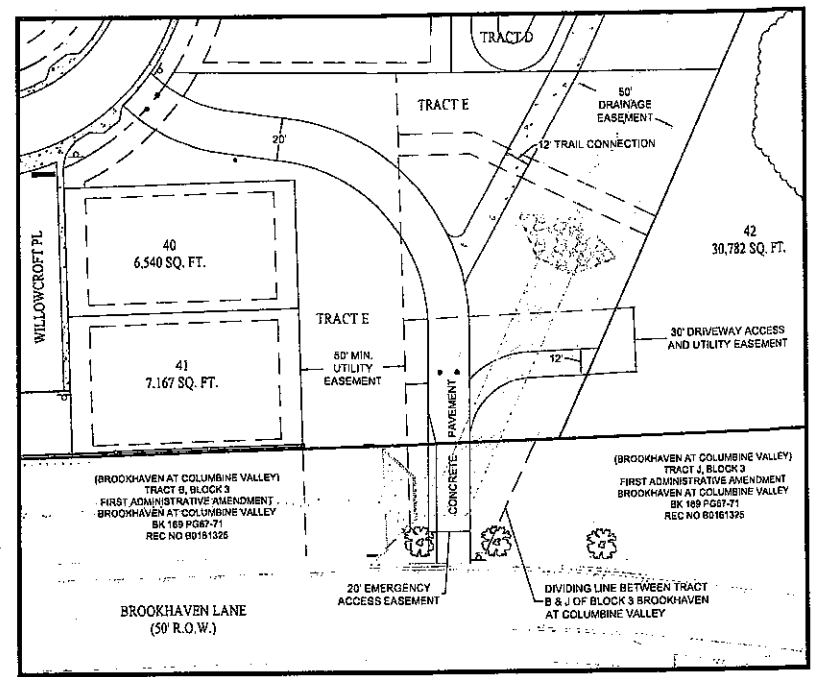 TRACT D
TRACT E
50'
DRAINAGE
EASEMENT
12' TRAIL CONNECTION
20'
WILLOWCROFT PL
40
6,540 SQ. FT.
42
30,782 SQ. FT.
TRACT E
41
7.167 SQ. FT.
60' MIN.
UTILITY
EASEMENT
30' DRIVEWAY ACCESS
AND UTILITY EASEMENT
12'
CONCRETE PAVEMENT
(BROOKHAVEN AT COLUMBINE VALLEY)
TRACT B, BLOCK 3
FIRST ADMINISTRATIVE AMENDMENT
BROOKHAVEN AT COLUMBINE VALLEY
BK 169 PG67-71
REC NO B0161325
(BROOKHAVEN AT COLUMBINE VALLEY)
TRACT J, BLOCK 3
FIRST ADMINISTRATIVE AMENDMENT
BROOKHAVEN AT COLUMBINE VALLEY
BK 169 PG67-71
REC NO B0161325
20' EMERGENCY
ACCESS EASEMENT
DIVIDING LINE BETWEEN TRACT
B & J OF BLOCK 3 BROOKHAVEN
AT COLUMBINE VALLEY
BROOKHAVEN LANE
(50' R.O.W.)